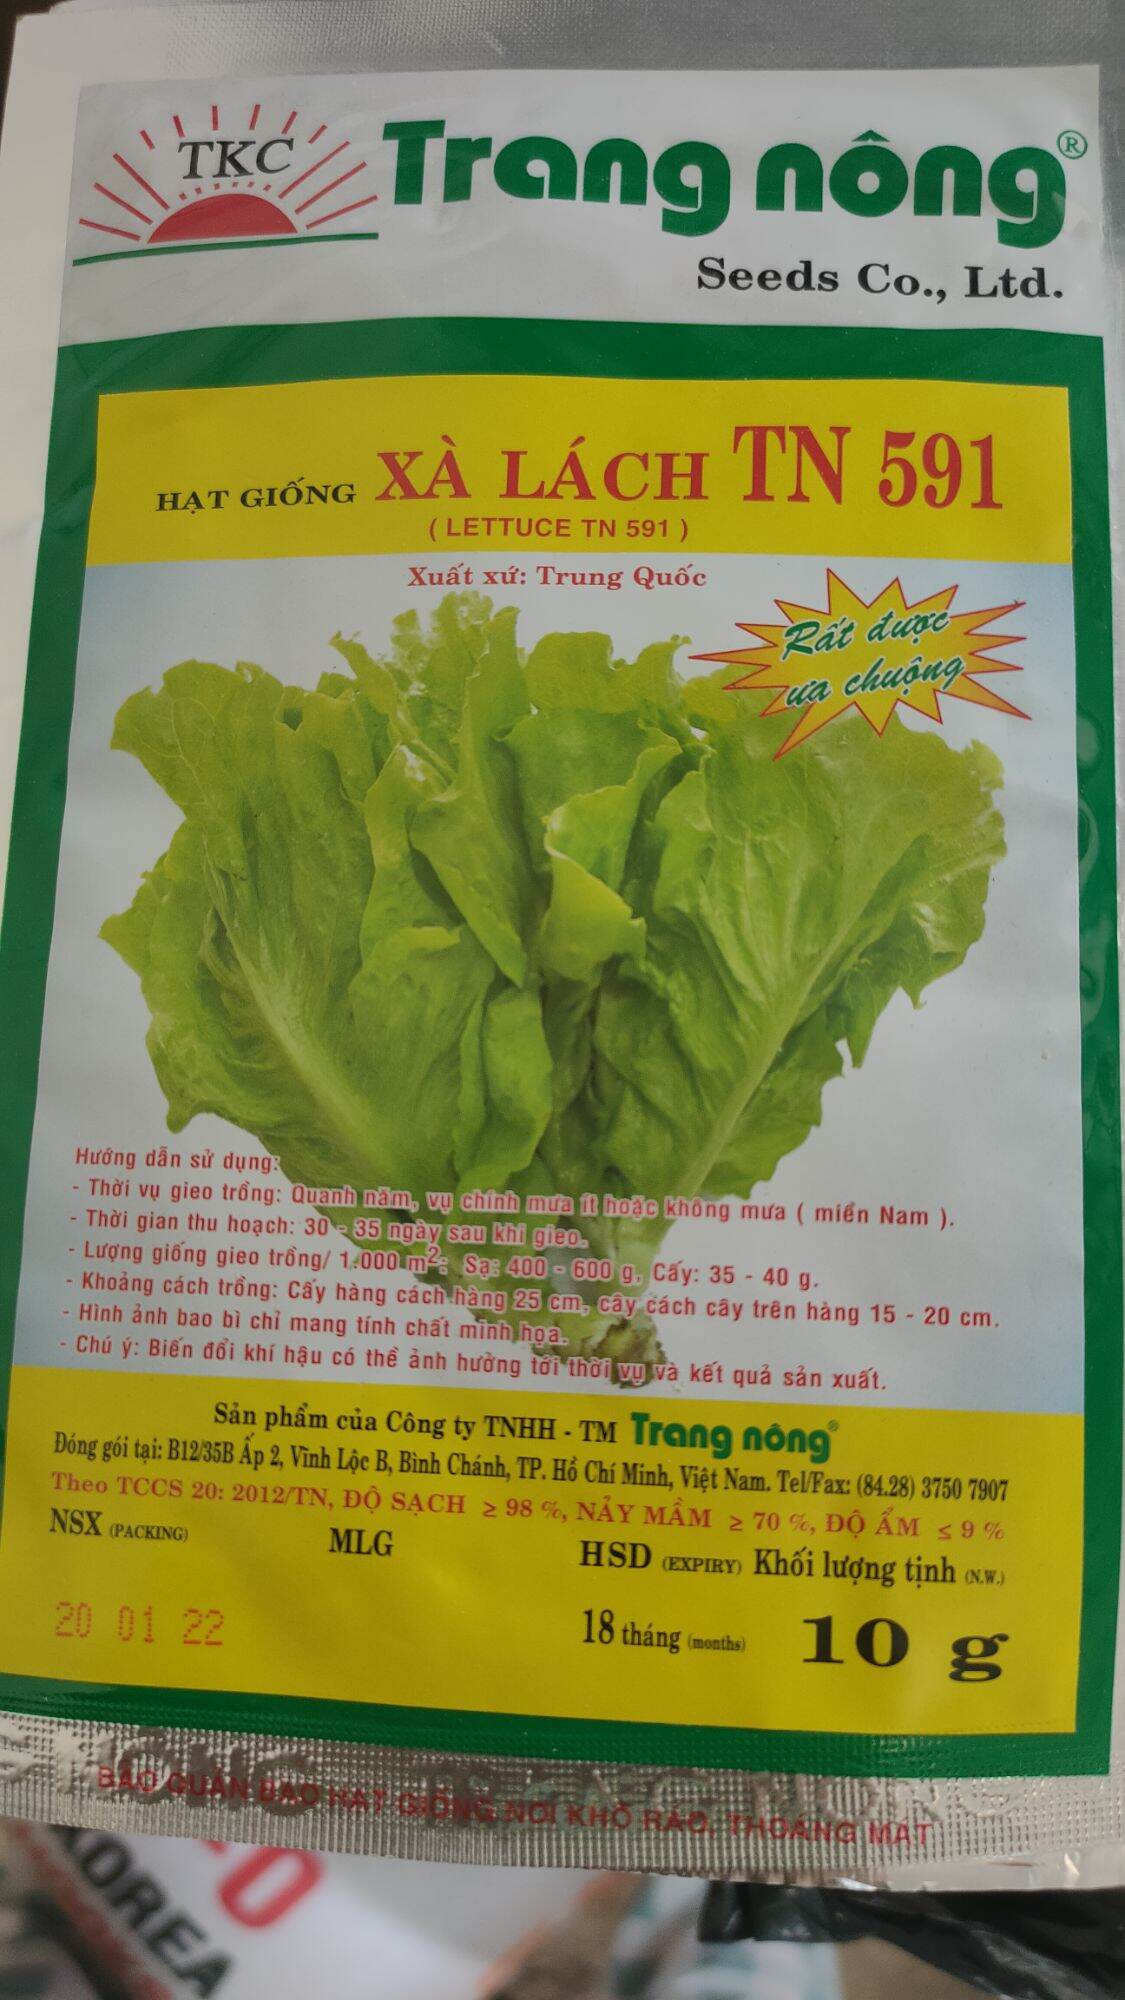 TKC
Trang nông®
Seeds Co., Ltd.
HẠT GIỐNG XÀ LÁCH TN 591
( LETTUCE TN 591 )
Xuất xứ: Trung Quốc
Rất được
ưa chuộng
Hướng dẫn sử dụng:
- Thời vụ gieo trồng: Quanh năm, vụ chính mưa ít hoặc không mưa ( miền Nam ).
- Thời gian thu hoạch: 30 - 35 ngày sau khi gieo.
- Lượng giống gieo trồng/ 1.000 m²: Sạ: 400 - 600 g, Cấy: 35 - 40 g.
- Khoảng cách trồng: Cấy hàng cách hàng 25 cm, cây cách cây trên hàng 15 - 20 cm.
- Hình ảnh bao bì chỉ mang tính chất minh họa.
- Chú ý: Biến đổi khí hậu có thể ảnh hưởng tới thời vụ và kết quả sản xuất.
Sản phẩm của Công ty TNHH - TM Trang nông®
Đóng gói tại: B12/35B Ấp 2, Vĩnh Lộc B, Bình Chánh, TP. Hồ Chí Minh, Việt Nam. Tel/Fax: (84.28) 3750 7907
Theo TCCS 20: 2012/TN, ĐỘ SẠCH ≥ 98 %, NẢY MẦM ≥ 70 %, ĐỘ ẨM ≤ 9 %
NSX (PACKING) MLG HSD (EXPIRY) Khối lượng tịnh (N.W.)
20 01 22 18 tháng (months) 10 g
BẢO QUẢN BAO HẠT GIỐNG NƠI KHÔ RÁO, THOÁNG MÁT
KOREA